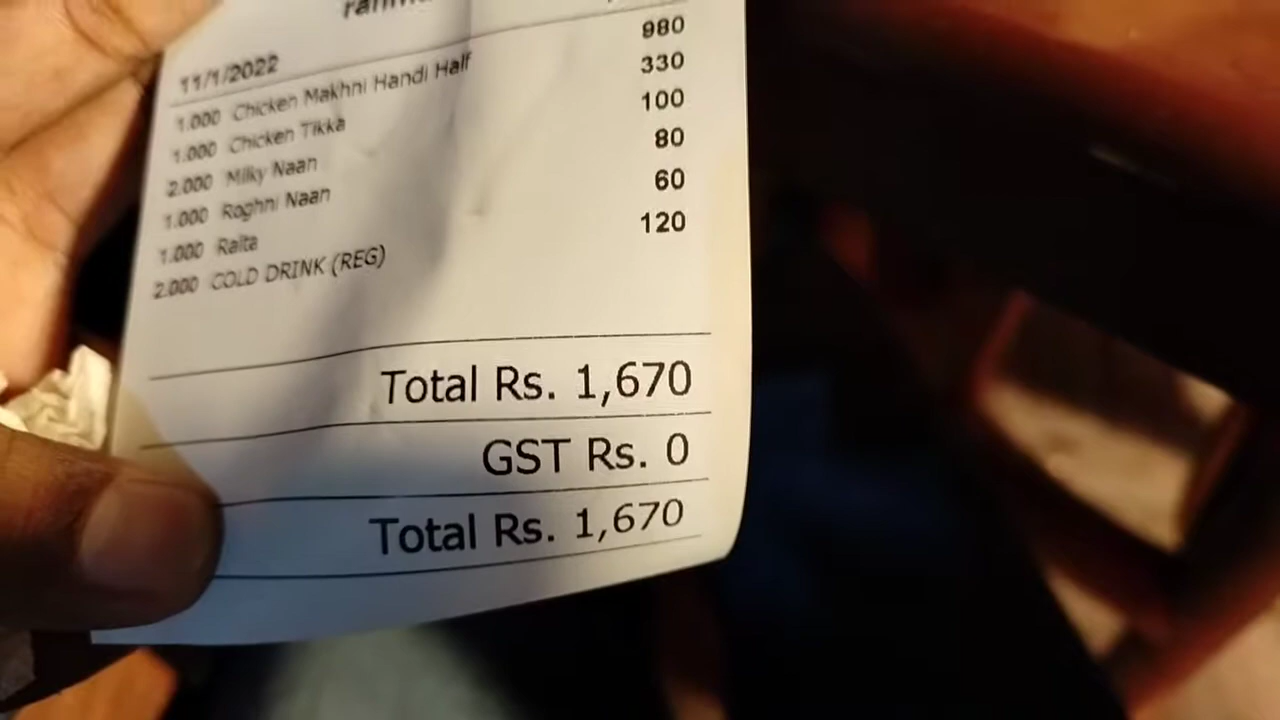 11/1/2022
1.000 Chicken Makhni Handi Half 980
1.000 Chicken Tikka 330
2.000 Milky Naan 100
1.000 Roghni Naan 80
1.000 Raita 60
2.000 COLD DRINK (REG) 120
Total Rs. 1,670
GST Rs. 0
Total Rs. 1,670